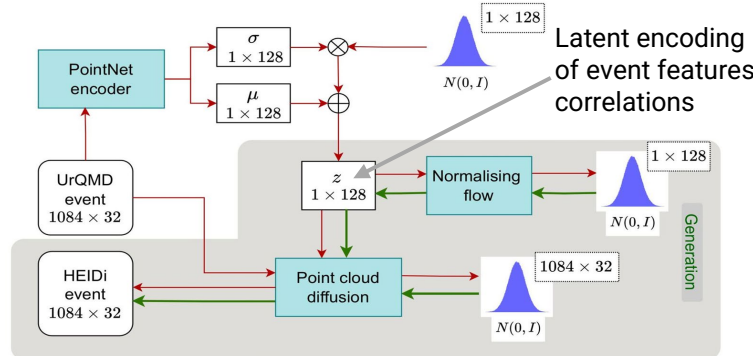 PointNet
encoder
σ
1 × 128
μ
1 × 128
⊗
⊕
1 × 128
N(0, I)
Latent encoding
of event features
correlations
UrQMD
event
1084 × 32
z
1 × 128
Normalising
flow
1 × 128
N(0, I)
Generation
HEIDi
event
1084 × 32
Point cloud
diffusion
1084 × 32
N(0, I)